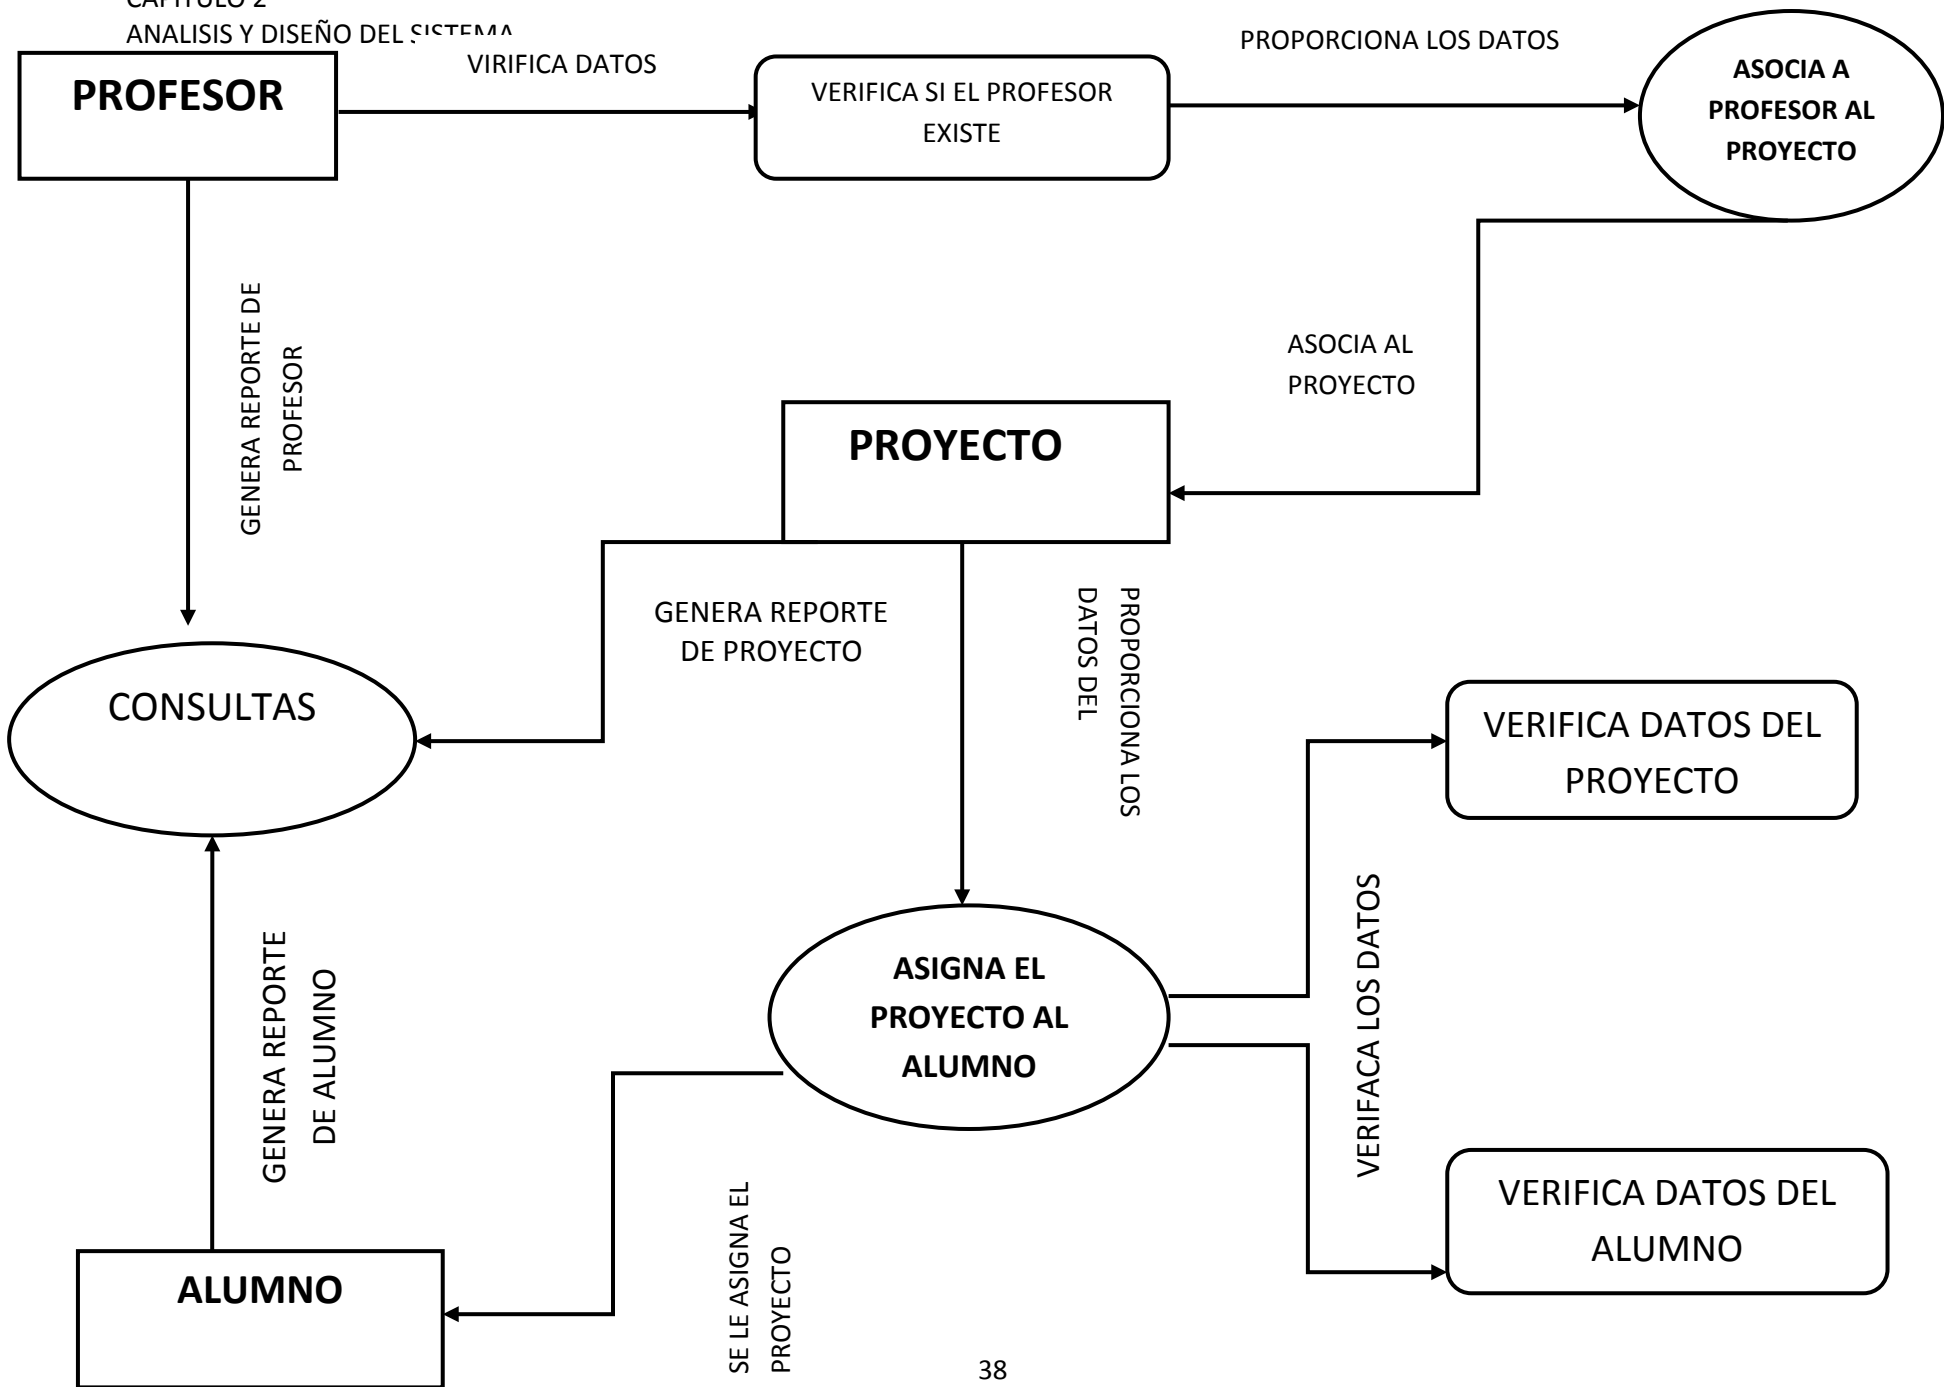 CAPITULO 2
ANALISIS Y DISEÑO DEL SISTEMA
PROFESOR
VIRIFICA DATOS
VERIFICA SI EL PROFESOR
EXISTE
PROPORCIONA LOS DATOS
ASOCIA A
PROFESOR AL
PROYECTO
GENERA REPORTE DE
PROFESOR
ASOCIA AL
PROYECTO
PROYECTO
GENERA REPORTE
DE PROYECTO
PROPORCIONA LOS
DATOS DEL
CONSULTAS
VERIFICA DATOS DEL
PROYECTO
ASIGNA EL
PROYECTO AL
ALUMNO
VERIFACA LOS DATOS
GENERA REPORTE
DE ALUMNO
VERIFICA DATOS DEL
ALUMNO
SE LE ASIGNA EL
PROYECTO
ALUMNO
38